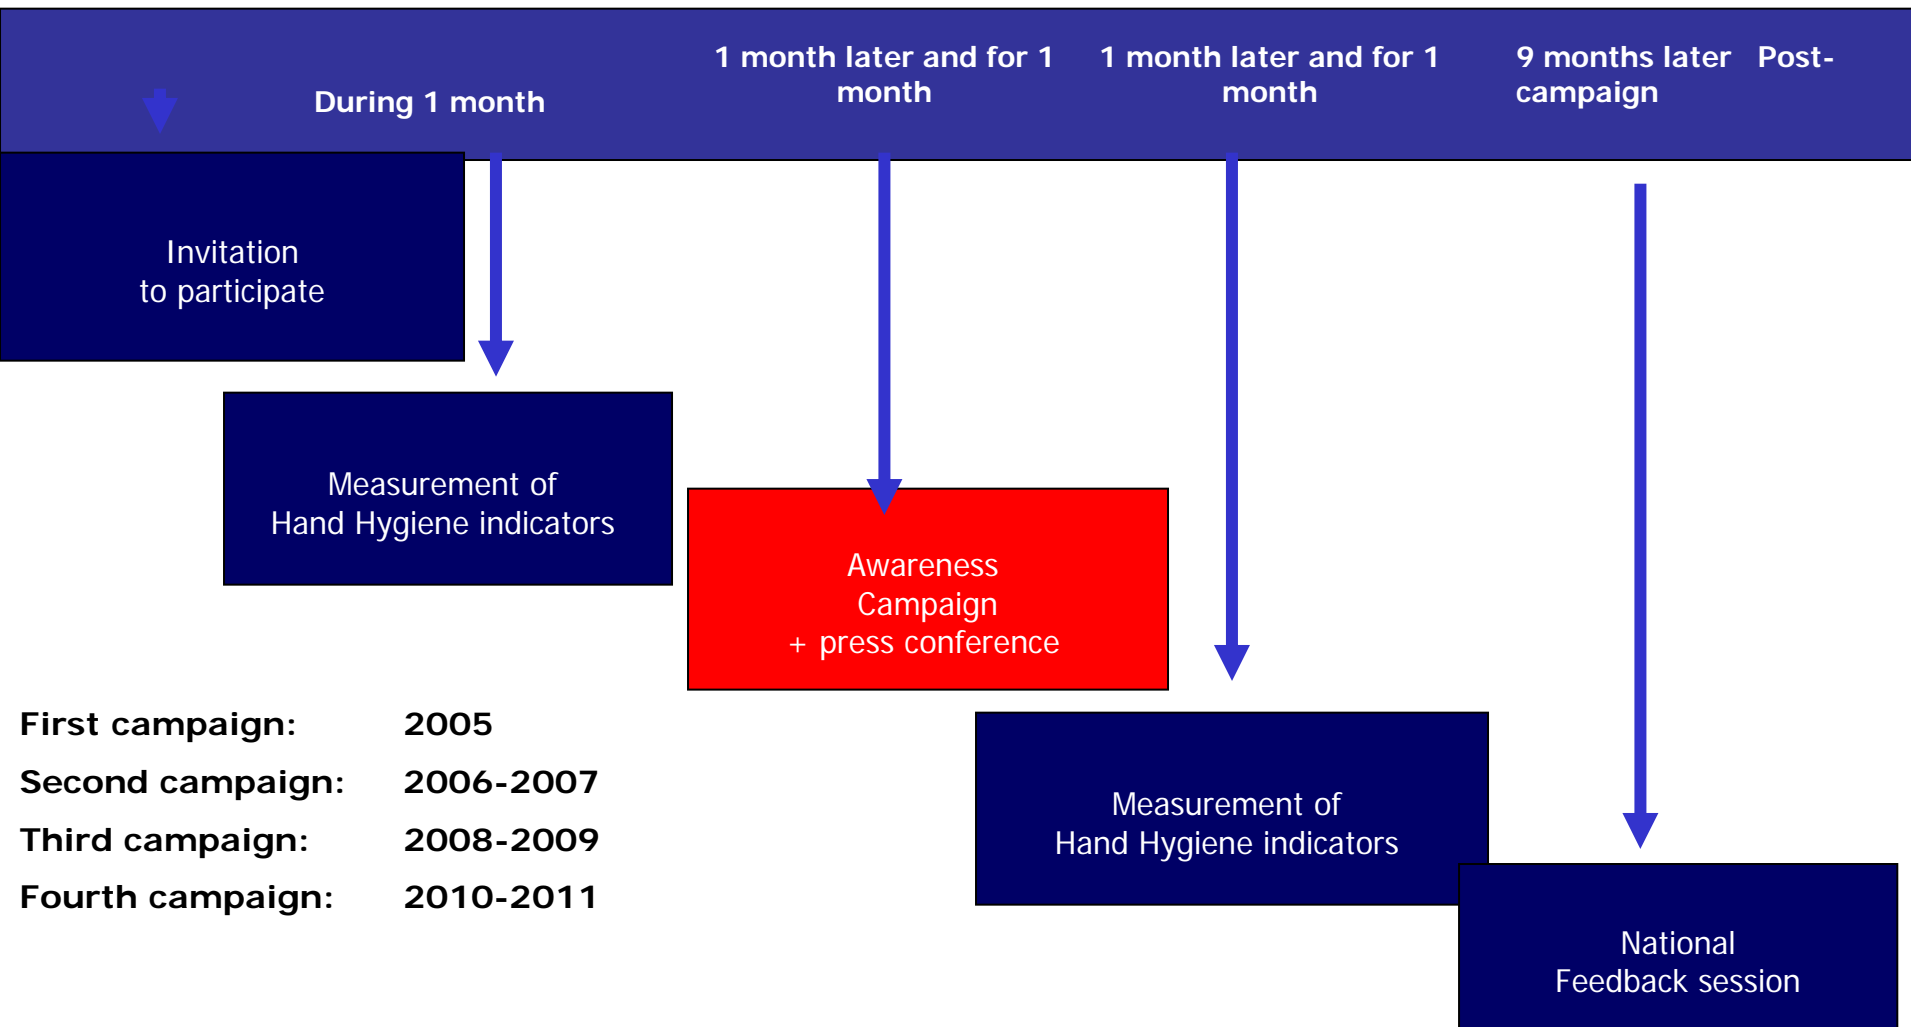 During 1 month
1 month later and for 1
month
1 month later and for 1
month
9 months later Post-
campaign
Invitation
to participate
Measurement of
Hand Hygiene indicators
Awareness
Campaign
+ press conference
Measurement of
Hand Hygiene indicators
National
Feedback session
First campaign: 2005
Second campaign: 2006-2007
Third campaign: 2008-2009
Fourth campaign: 2010-2011